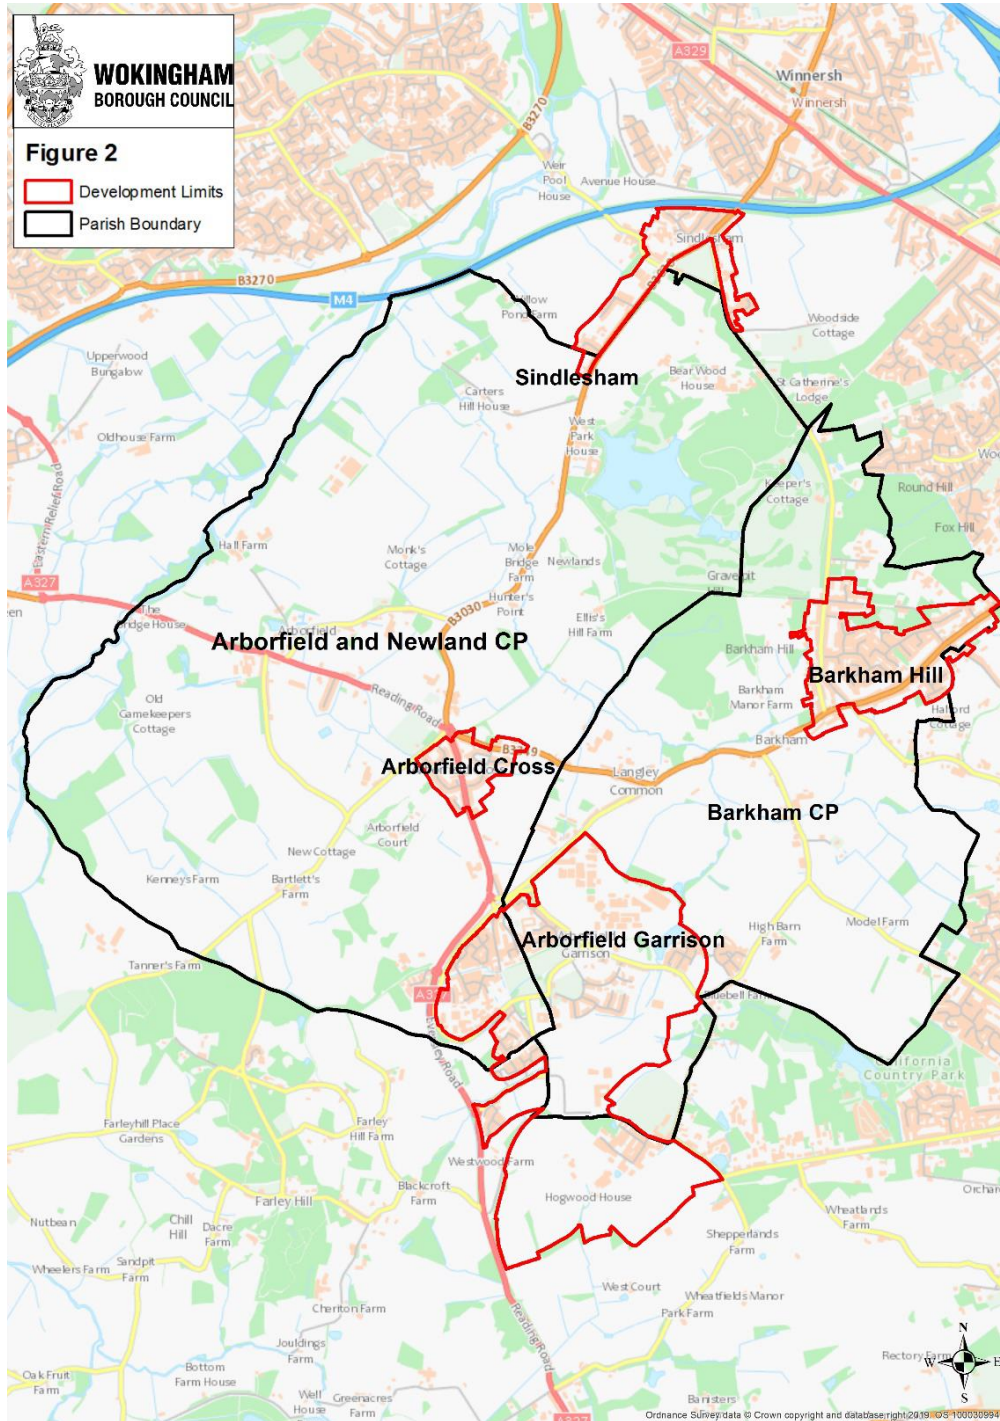 WOKINGHAM
BOROUGH COUNCIL
Figure 2
Development Limits
Parish Boundary
A329
Winnersh
Winnersh
B3270
Weir
Pool
House
Avenue House
Sindlesham
B3270
M4
Pond Farm
Woodside
Cottage
Upperwood
Bungalow
Sindlesham
Bear Wood
House
St Catherine's
Lodge
Carters
Hill House
West
Park
House
Oldhouse Farm
Eastern Relief Road
Keeper's
Cottage
Round Hill
Fox Hill
Hall Farm
Monk's
Cottage
Mole
Bridge
Farm
Newlands
A327
Hunter's
Point
B3030
Ellis's
Hill Farm
The
Arborfield
Arborfield and Newland CP
Barkham Hill
Barkham Hill
Old
Gamekeepers
Cottage
Reading Road
Barkham
Manor Farm
Cottage
Barkham
Arborfield Cross
Langley
Common
Barkham CP
Arborfield
Court
New Cottage
Kenneys Farm
Bartlett's
Farm
High Barn
Farm
Model Farm
Arborfield Garrison
Garrison
Tanner's Farm
Eversley Road
California
Country Park
Farleyhill Place
Gardens
Farley
Hill Farm
Westwood Farm
Blackcroft
Farm
Hogwood House
Farley Hill
Nutbean
Chill
Hill
Dacre
Farm
Wheatlands
Farm
Shepperlands
Farm
Wheelers Farm
Sandpit
Farm
West Court
Wheatfields Manor
Park Farm
Cheriton Farm
Reading Road
Jouldings
Farm
Rectory Farm
Oak Fruit
Farm
Bottom
Farm House
Well
House
Greenacres
Farm
A327
Banisters
N
W
E
S
Ordnance Survey data © Crown copyright and database right 2019. OS 100030994